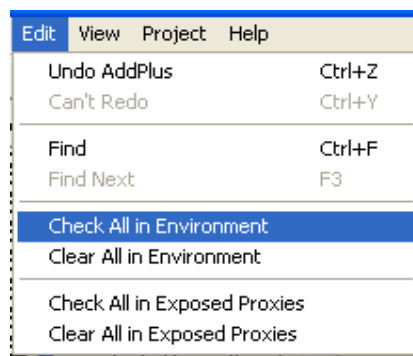 Edit View Project Help
Undo AddPlus Ctrl+Z
Can't Redo Ctrl+Y
Find Ctrl+F
Find Next F3
Check All in Environment
Clear All in Environment
Check All in Exposed Proxies
Clear All in Exposed Proxies